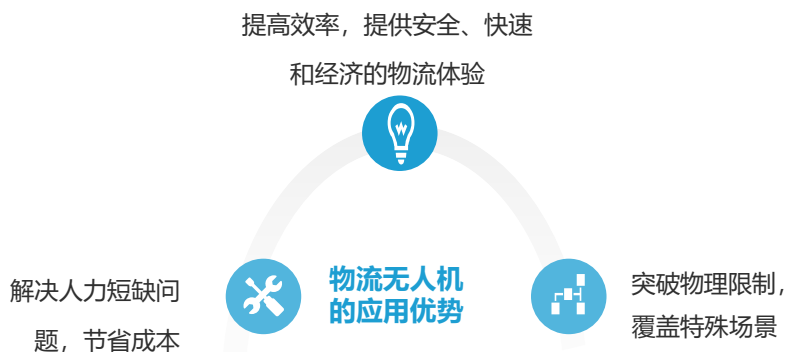 提高效率，提供安全、快速
和经济的物流体验
解决人力短缺问
题，节省成本
物流无人机
的应用优势
突破物理限制，
覆盖特殊场景